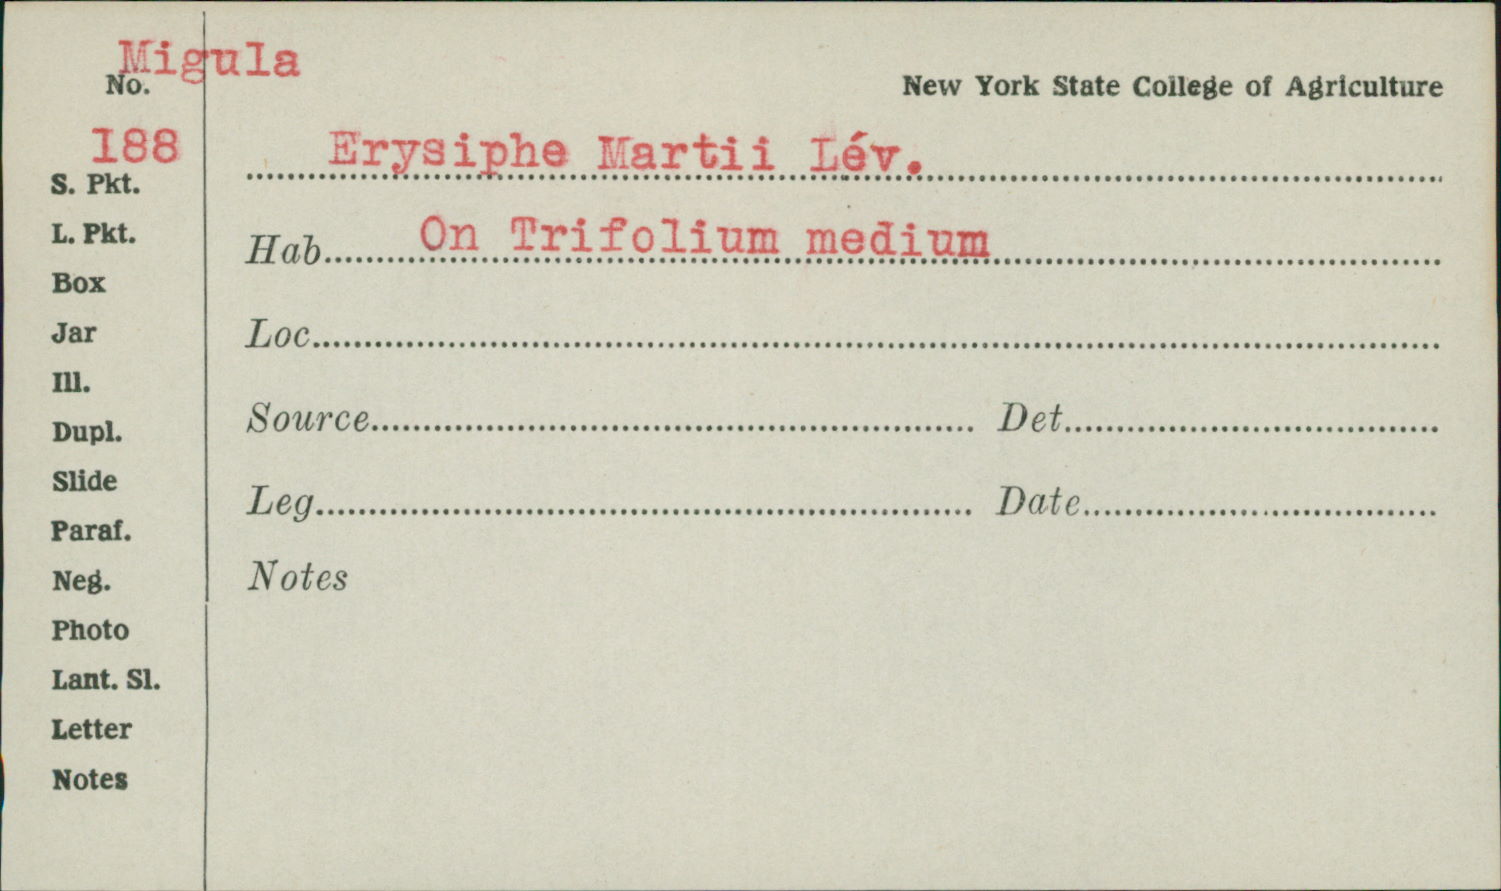 Migula
No.
New York State College of Agriculture
188
Erysiphe Martii Lév.
S. Pkt.
L. Pkt.
Hab. On Trifolium medium
Box
Jar
Loc.
Ill.
Dupl.
Source Det.
Slide
Leg. Date
Paraf.
Neg.
Notes
Photo
Lant. Sl.
Letter
Notes